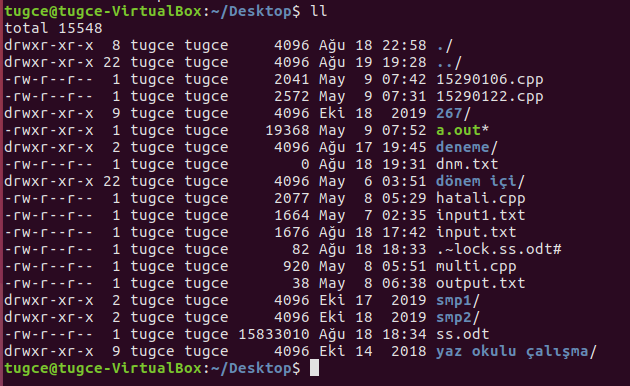 tugce@tugce-VirtualBox:~/Desktop$ ll
total 15548
drwxr-xr-x  8 tugce tugce     4096 Ağu 18 22:58 ./
drwxr-xr-x 22 tugce tugce     4096 Ağu 19 19:28 ../
-rw-r--r--  1 tugce tugce     2041 May  9 07:42 15290106.cpp
-rw-r--r--  1 tugce tugce     2572 May  9 07:31 15290122.cpp
drwxr-xr-x  9 tugce tugce     4096 Eki 18  2019 267/
-rwxr-xr-x  1 tugce tugce    19368 May  9 07:52 a.out*
drwxr-xr-x  2 tugce tugce     4096 Ağu 17 19:45 deneme/
-rw-r--r--  1 tugce tugce        0 Ağu 18 19:31 dnm.txt
drwxr-xr-x 22 tugce tugce     4096 May  6 03:51 dönem içi/
-rw-r--r--  1 tugce tugce     2077 May  8 05:29 hatali.cpp
-rw-r--r--  1 tugce tugce     1664 May  7 02:35 input1.txt
-rw-r--r--  1 tugce tugce     1676 Ağu 18 17:42 input.txt
-rw-r--r--  1 tugce tugce       82 Ağu 18 18:33 .~lock.ss.odt#
-rw-r--r--  1 tugce tugce      920 May  8 05:51 multi.cpp
-rw-r--r--  1 tugce tugce       38 May  8 06:38 output.txt
drwxr-xr-x  2 tugce tugce     4096 Eki 17  2019 smp1/
drwxr-xr-x  2 tugce tugce     4096 Eki 18  2019 smp2/
-rw-r--r--  1 tugce tugce 15833010 Ağu 18 18:34 ss.odt
drwxr-xr-x  9 tugce tugce     4096 Eki 14  2018 yaz okulu çalışma/
tugce@tugce-VirtualBox:~/Desktop$